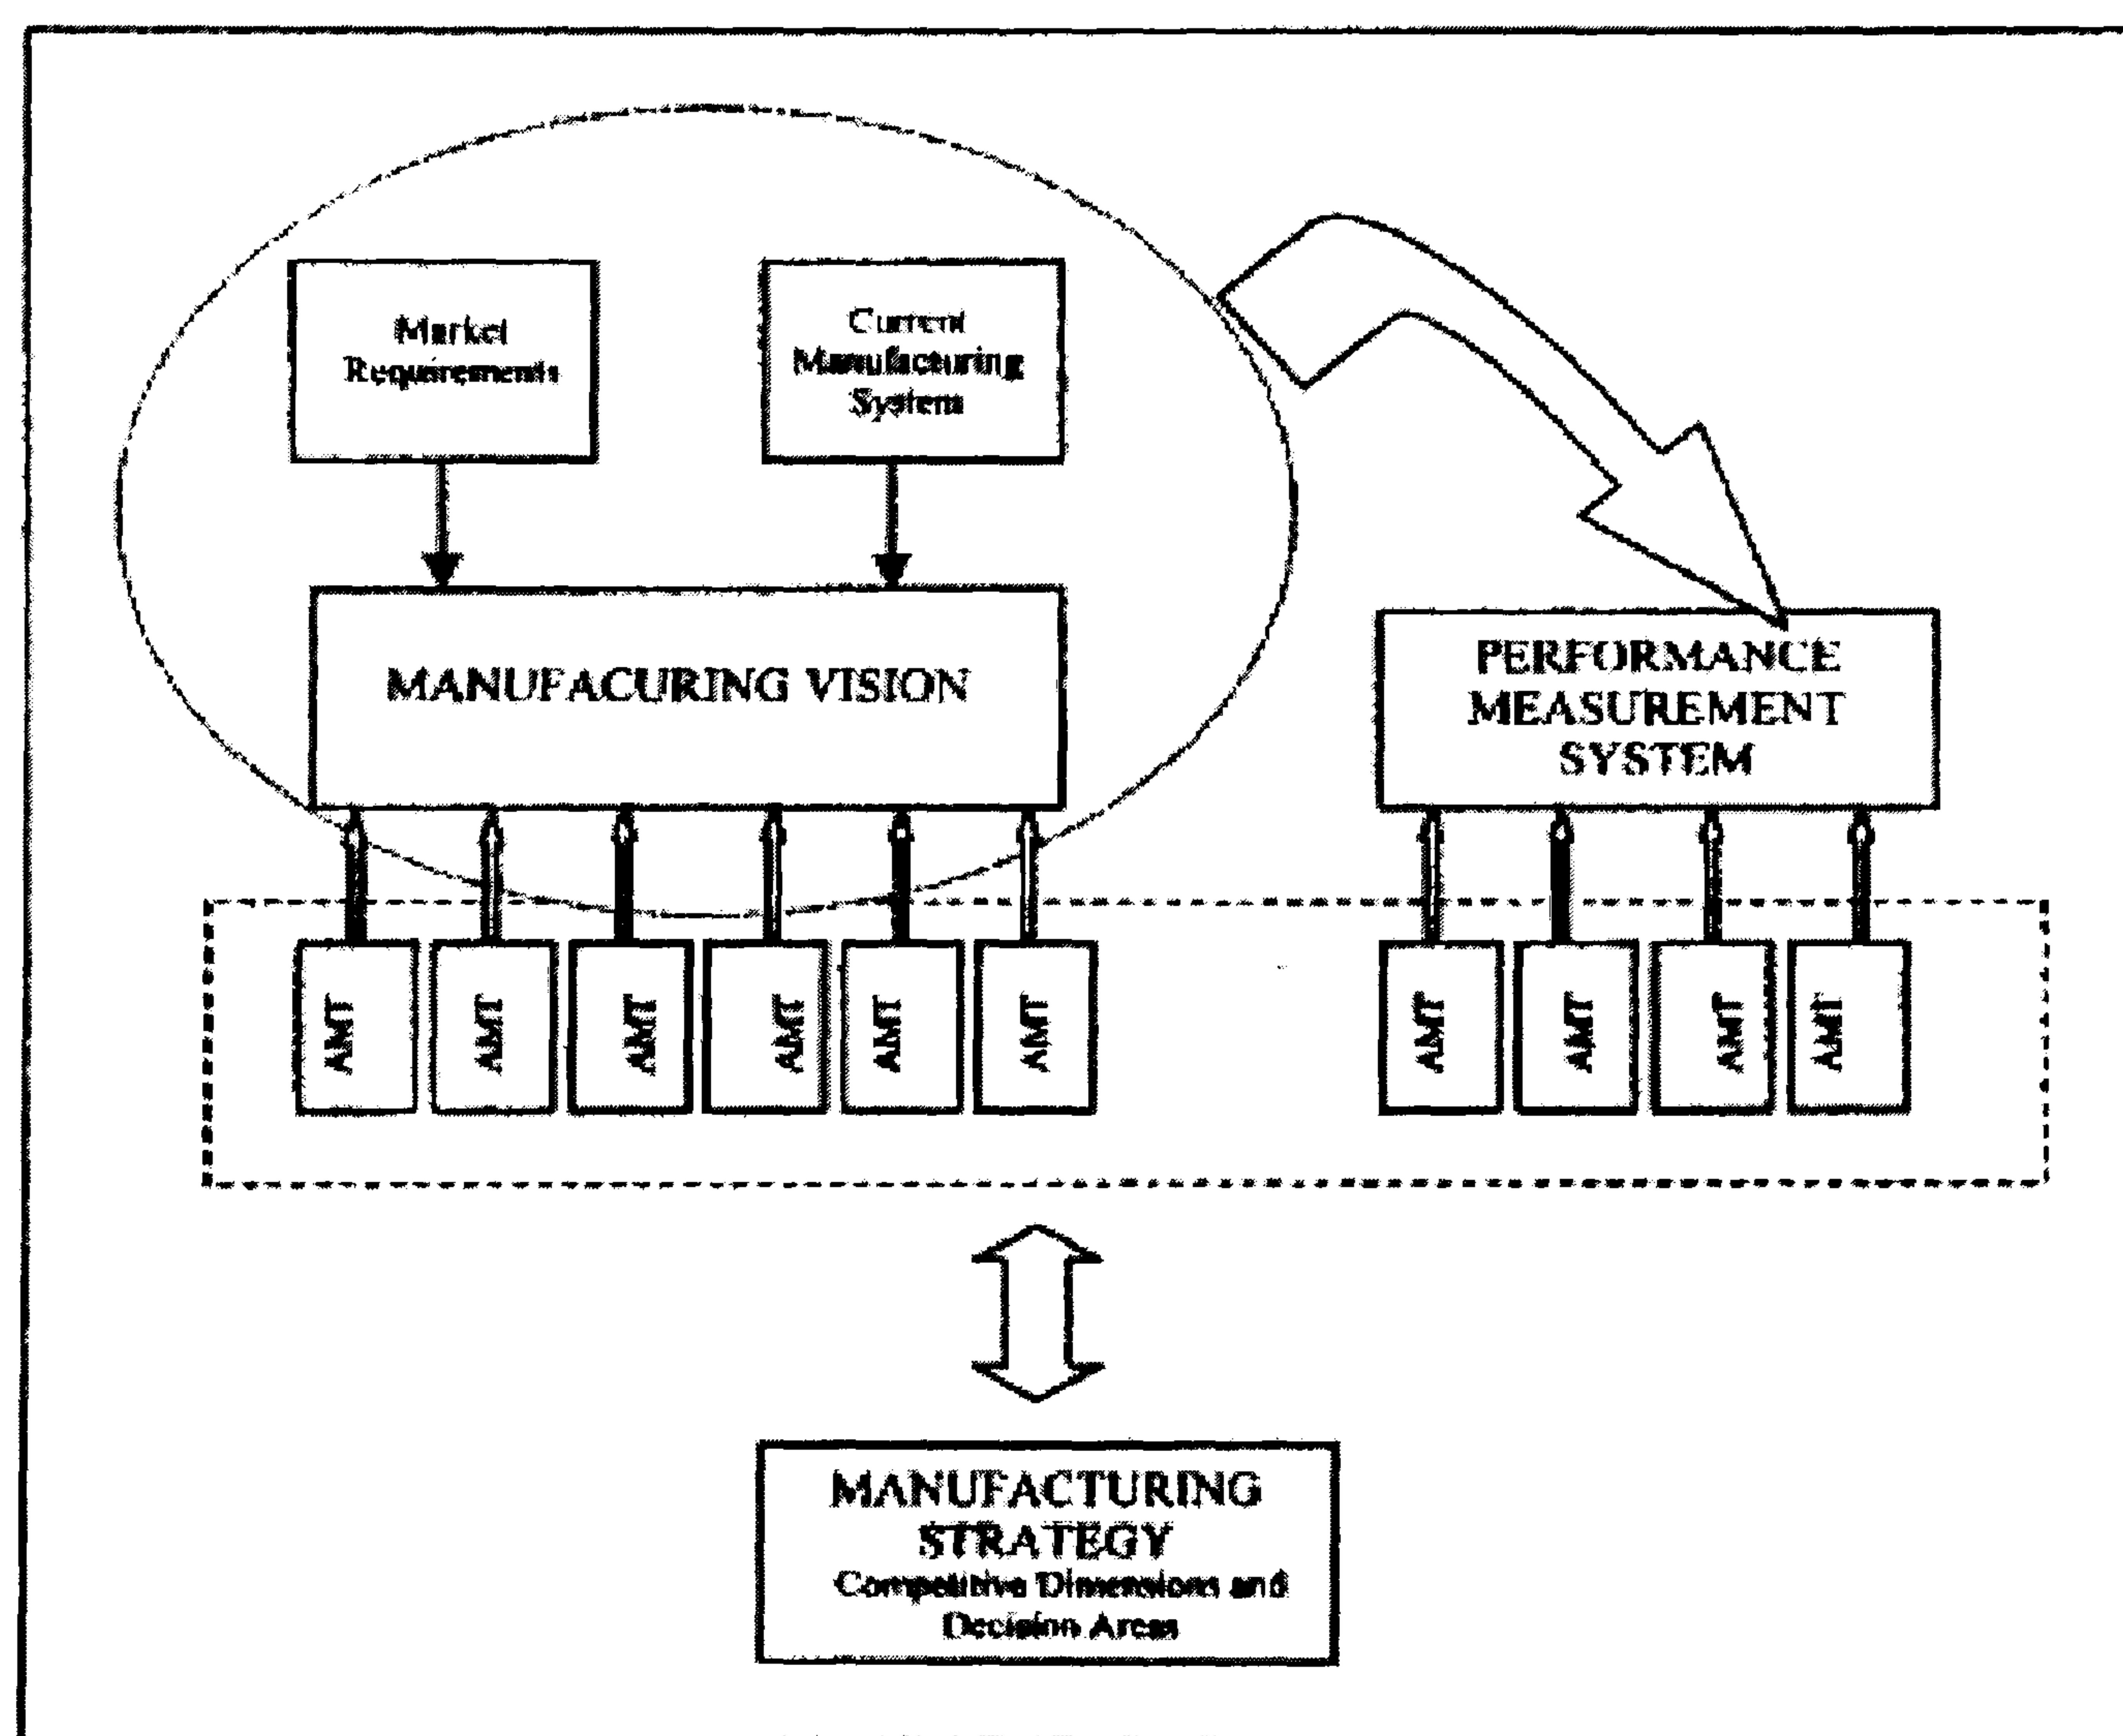 Market
Requirements
Current
Manufacturing
System
MANUFACURING VISION
PERFORMANCE
MEASUREMENT
SYSTEM
AMT
AMT
AMT
AMT
AMT
AMT
AMT
AMT
AMT
AMT
MANUFACTURING
STRATEGY
Competitive Dimensions and
Decision Areas